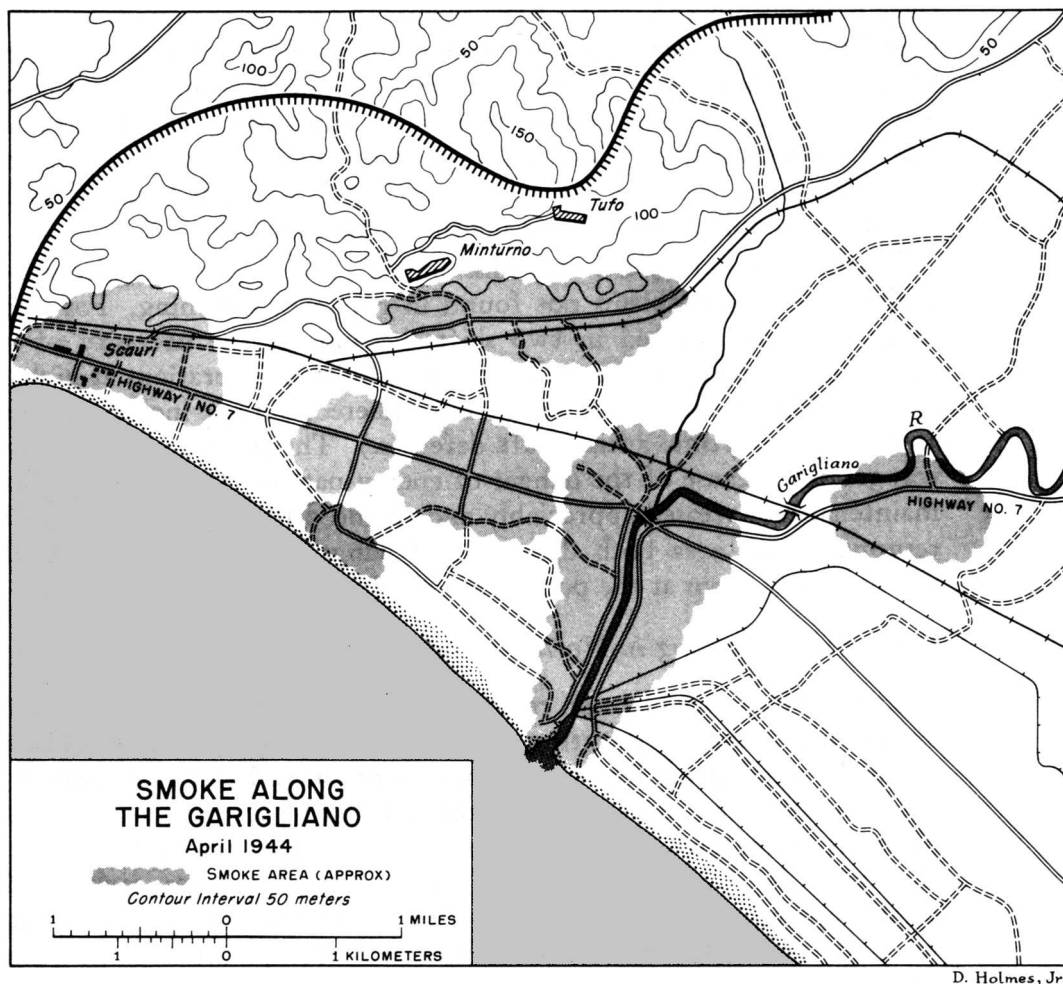 50
50
100
150
50
Tufo
100
Minturno
Scauri
HIGHWAY NO. 7
R
Garigliano
HIGHWAY NO. 7
SMOKE ALONG
THE GARIGLIANO
April 1944
SMOKE AREA (APPROX)
Contour Interval 50 meters
1 0 1 MILES
1 0 1 KILOMETERS
D. Holmes, Jr